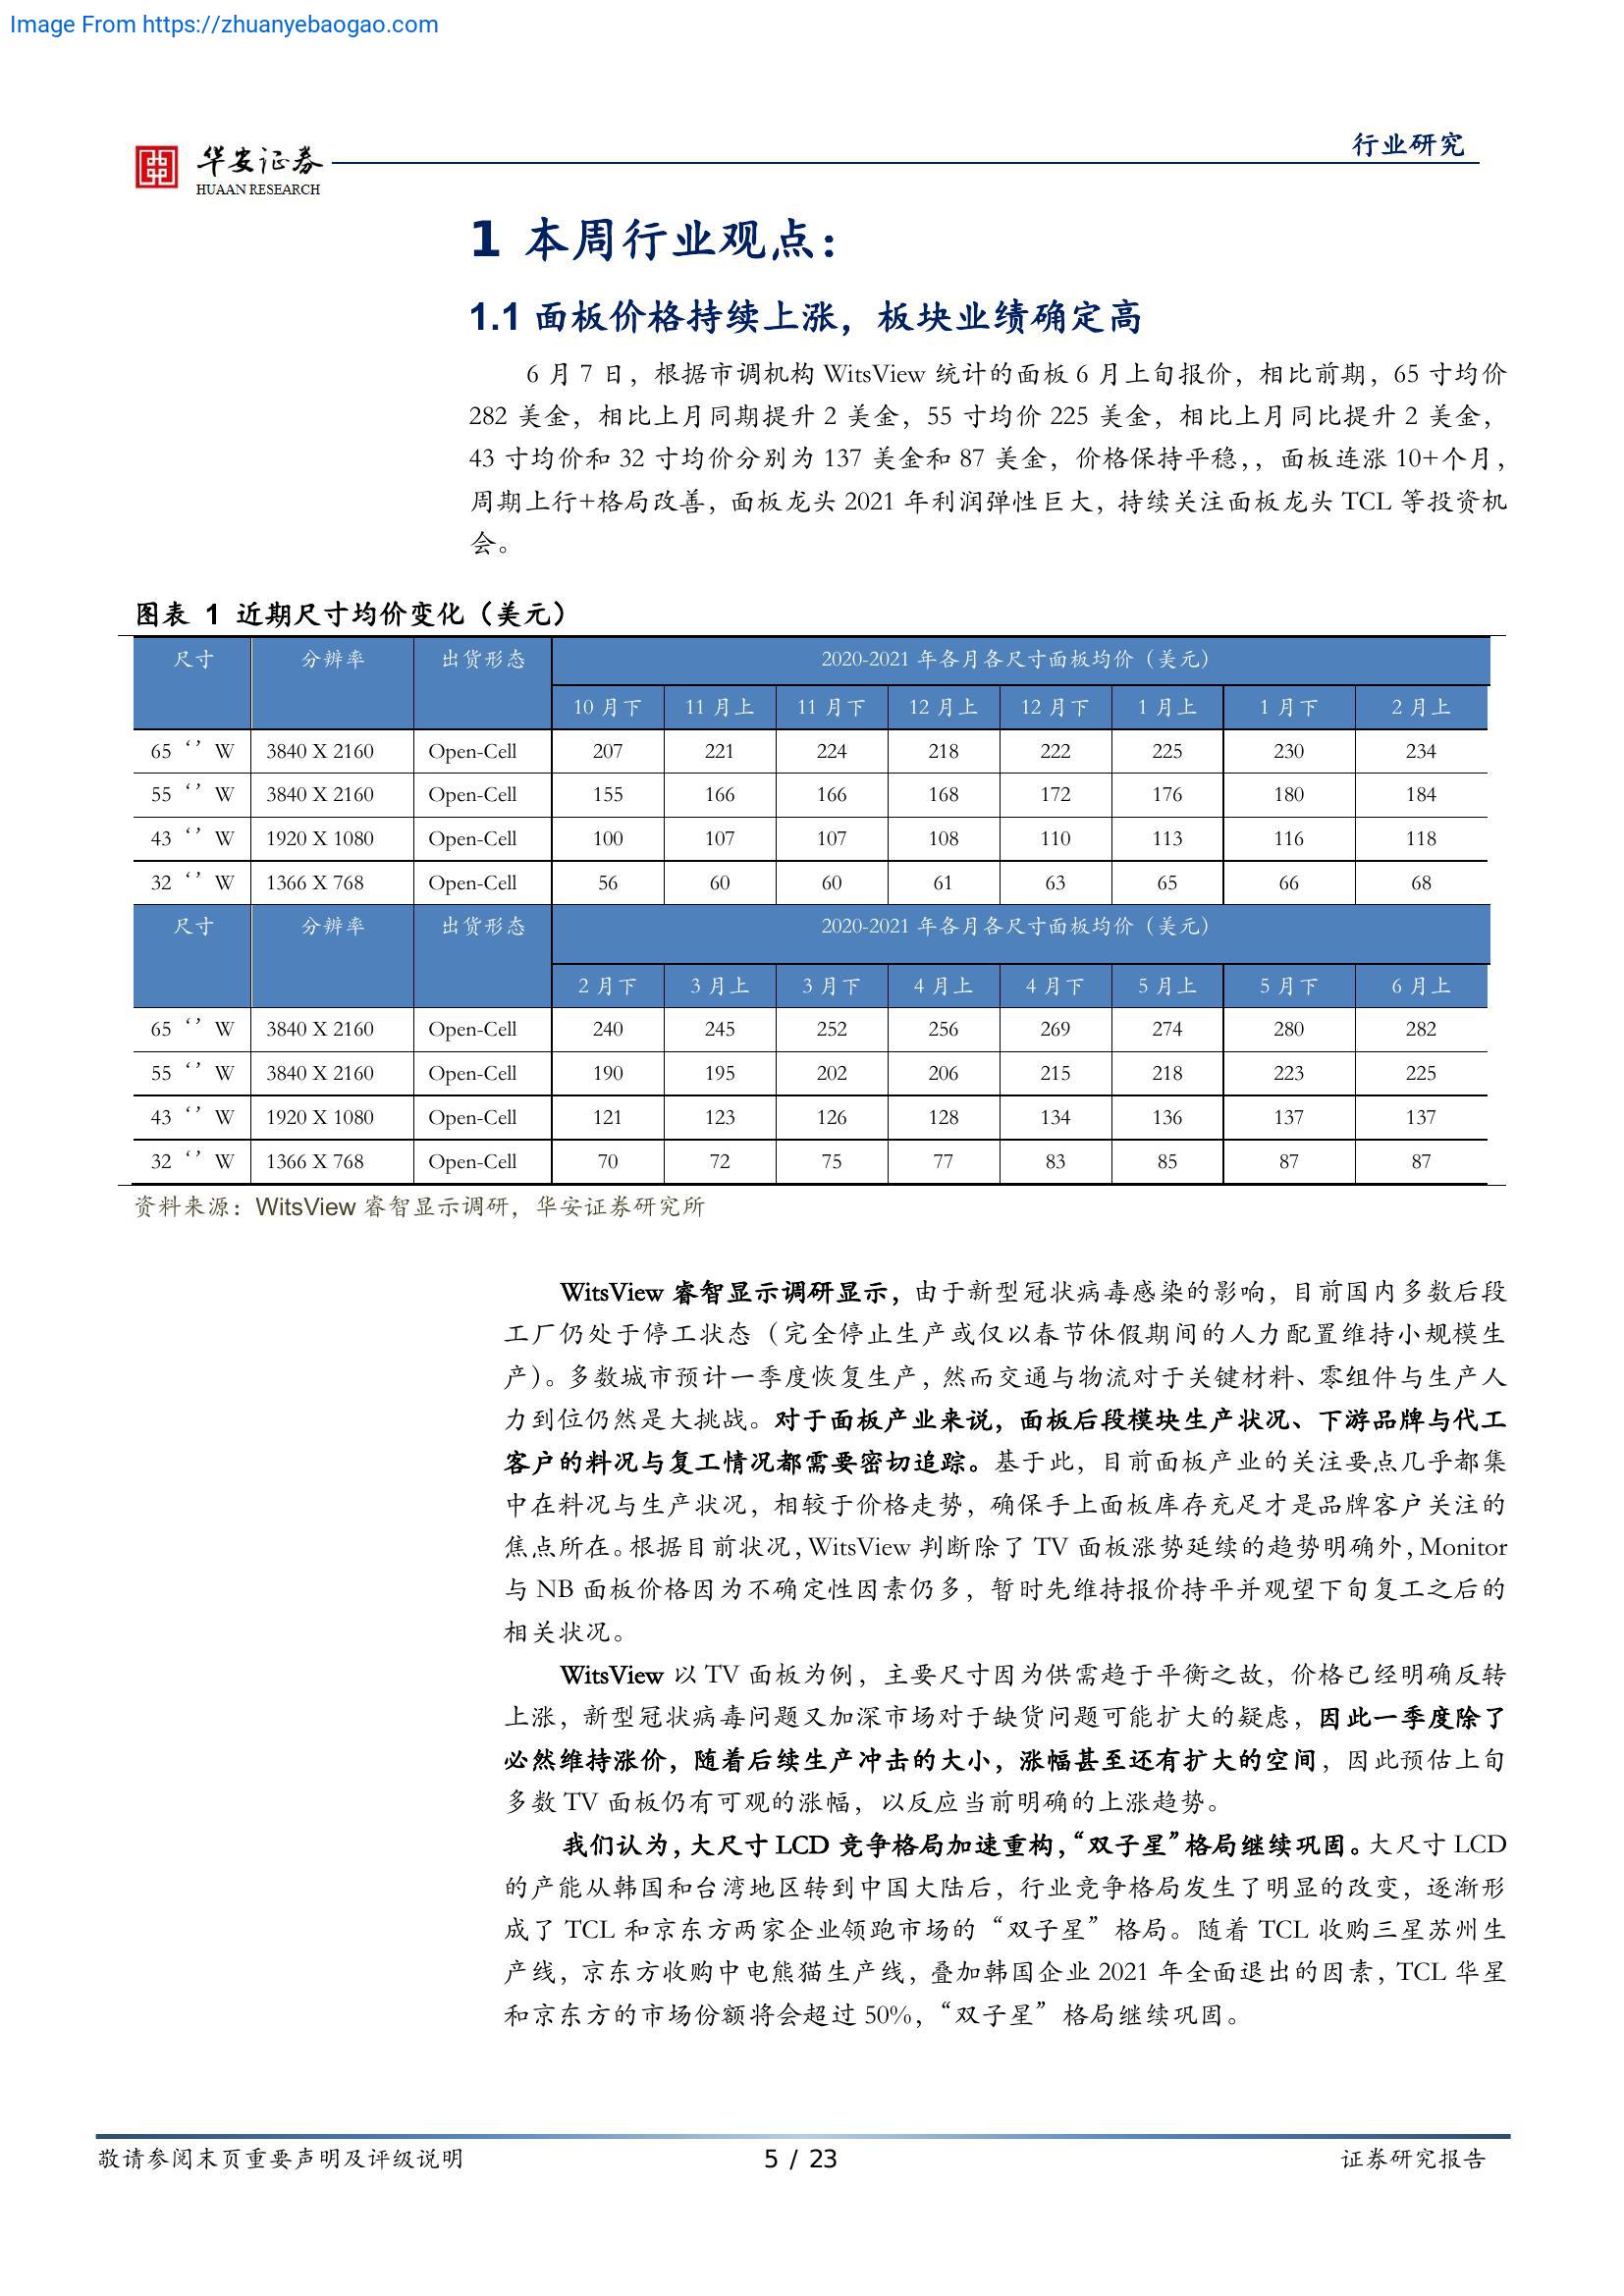 Image From https://zhuanyebaogao.com
行业研究
华安证券
HUAAN RESEARCH
1 本周行业观点：
1.1 面板价格持续上涨，板块业绩确定高
6 月 7 日，根据市调机构 WitsView 统计的面板 6 月上旬报价，相比前期，65 寸均价
282 美金，相比上月同期提升 2 美金，55 寸均价 225 美金，相比上月同比提升 2 美金，
43 寸均价和 32 寸均价分别为 137 美金和 87 美金，价格保持平稳，，面板连涨 10+个月，
周期上行+格局改善，面板龙头 2021 年利润弹性巨大，持续关注面板龙头 TCL 等投资机
会。
图表 1 近期尺寸均价变化（美元）
尺寸 分辨率 出货形态 2020-2021 年各月各尺寸面板均价（美元）
10 月下 11 月上 11 月下 12 月上 12 月下 1 月上 1 月下 2 月上
65 ‘’ W 3840 X 2160 Open-Cell 207 221 224 218 222 225 230 234
55 ‘’ W 3840 X 2160 Open-Cell 155 166 166 168 172 176 180 184
43 ‘’ W 1920 X 1080 Open-Cell 100 107 107 108 110 113 116 118
32 ‘’ W 1366 X 768 Open-Cell 56 60 60 61 63 65 66 68
尺寸 分辨率 出货形态 2020-2021 年各月各尺寸面板均价（美元）
2 月下 3 月上 3 月下 4 月上 4 月下 5 月上 5 月下 6 月上
65 ‘’ W 3840 X 2160 Open-Cell 240 245 252 256 269 274 280 282
55 ‘’ W 3840 X 2160 Open-Cell 190 195 202 206 215 218 223 225
43 ‘’ W 1920 X 1080 Open-Cell 121 123 126 128 134 136 137 137
32 ‘’ W 1366 X 768 Open-Cell 70 72 75 77 83 85 87 87
资料来源：WitsView 睿智显示调研，华安证券研究所
WitsView 睿智显示调研显示，由于新型冠状病毒感染的影响，目前国内多数后段
工厂仍处于停工状态（完全停止生产或仅以春节休假期间的人力配置维持小规模生
产）。多数城市预计一季度恢复生产，然而交通与物流对于关键材料、零组件与生产人
力到位仍然是大挑战。对于面板产业来说，面板后段模块生产状况、下游品牌与代工
客户的料况与复工情况都需要密切追踪。基于此，目前面板产业的关注要点几乎都集
中在料况与生产状况，相较于价格走势，确保手上面板库存充足才是品牌客户关注的
焦点所在。根据目前状况，WitsView 判断除了 TV 面板涨势延续的趋势明确外，Monitor
与 NB 面板价格因为不确定性因素仍多，暂时先维持报价持平并观望下旬复工之后的
相关状况。
WitsView 以 TV 面板为例，主要尺寸因为供需趋于平衡之故，价格已经明确反转
上涨，新型冠状病毒问题又加深市场对于缺货问题可能扩大的疑虑，因此一季度除了
必然维持涨价，随着后续生产冲击的大小，涨幅甚至还有扩大的空间，因此预估上旬
多数 TV 面板仍有可观的涨幅，以反应当前明确的上涨趋势。
我们认为，大尺寸 LCD 竞争格局加速重构，“双子星”格局继续巩固。大尺寸 LCD
的产能从韩国和台湾地区转到中国大陆后，行业竞争格局发生了明显的改变，逐渐形
成了 TCL 和京东方两家企业领跑市场的“双子星”格局。随着 TCL 收购三星苏州生
产线，京东方收购中电熊猫生产线，叠加韩国企业 2021 年全面退出的因素，TCL 华星
和京东方的市场份额将会超过 50%，“双子星”格局继续巩固。
敬请参阅末页重要声明及评级说明 5 / 23 证券研究报告